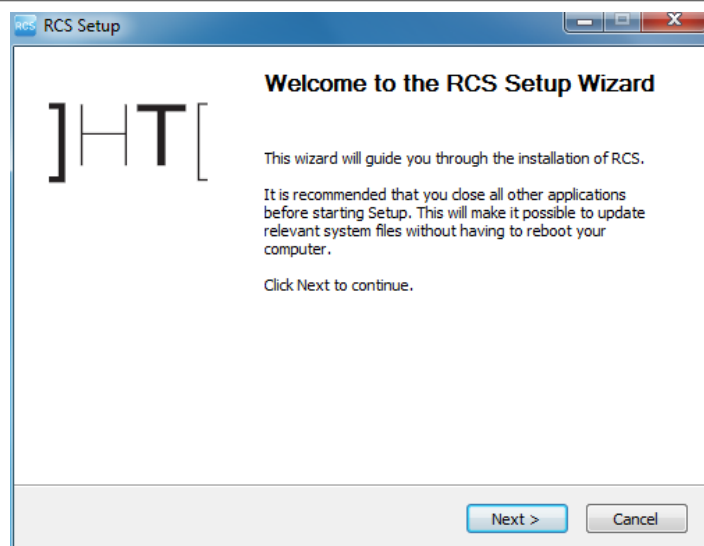 RCS RCS Setup
]HT[
Welcome to the RCS Setup Wizard
This wizard will guide you through the installation of RCS.
It is recommended that you close all other applications
before starting Setup. This will make it possible to update
relevant system files without having to reboot your
computer.
Click Next to continue.
Next > Cancel